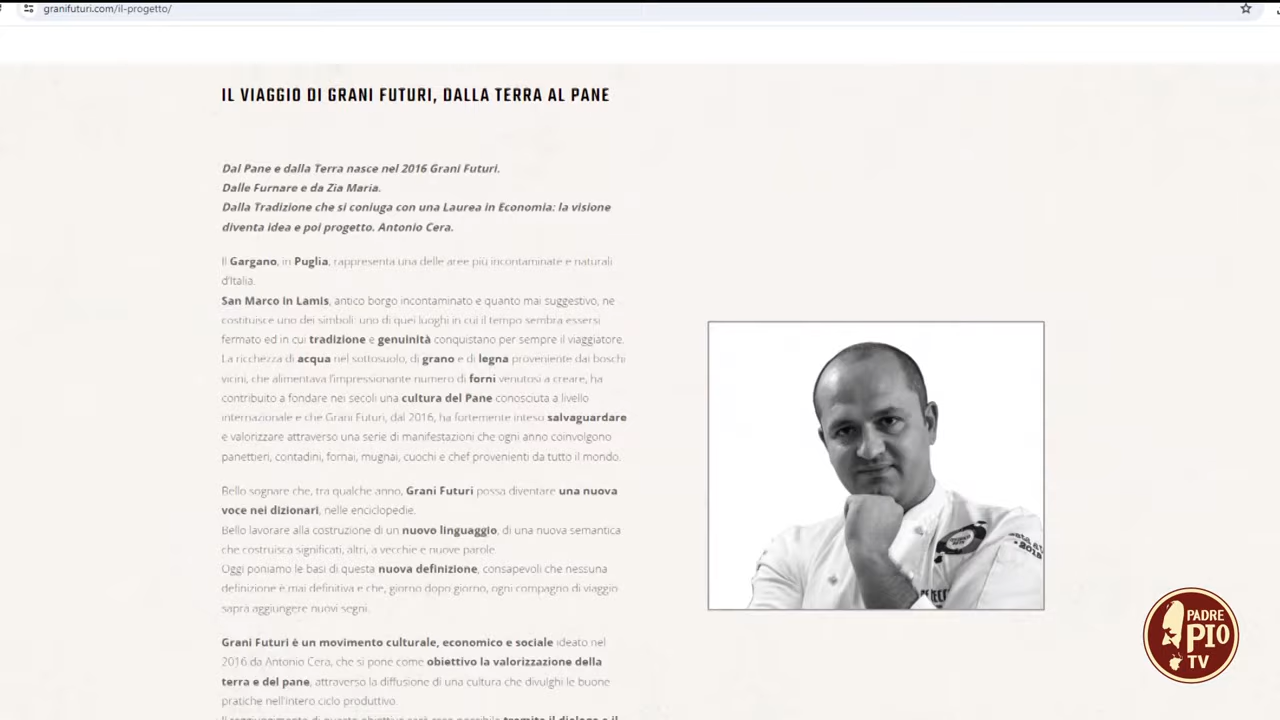 granifuturi.com/il-progetto/
IL VIAGGIO DI GRANI FUTURI, DALLA TERRA AL PANE
Dal Pane e dalla Terra nasce nel 2016 Grani Futuri.
Dalle Furnare e da Zia Maria.
Dalla Tradizione che si coniuga con una Laurea in Economia: la visione
diventa idea e poi progetto. Antonio Cera.
Il Gargano, in Puglia, rappresenta una delle aree più incontaminate e naturali
d'Italia.
San Marco in Lamis, antico borgo incontaminato e quanto mai suggestivo, ne
costituisce uno dei simboli: uno di quei luoghi in cui il tempo sembra essersi
fermato ed in cui tradizione e genuinità conquistano per sempre il viaggiatore.
La ricchezza di acqua nel sottosuolo, di grano e di legna proveniente dai boschi
vicini, che alimentava l'impressionante numero di forni venutosi a creare, ha
contribuito a fondare nei secoli una cultura del Pane conosciuta a livello
internazionale e che Grani Futuri, dal 2016, ha fortemente inteso salvaguardare
e valorizzare attraverso una serie di manifestazioni che ogni anno coinvolgono
panettieri, contadini, fornai, mugnai, cuochi e chef provenienti da tutto il mondo.
Bello sognare che, tra qualche anno, Grani Futuri possa diventare una nuova
voce nei dizionari, nelle enciclopedie.
Bello lavorare alla costruzione di un nuovo linguaggio, di una nuova semantica
che costruisca significati, altri, a vecchie e nuove parole.
Oggi poniamo le basi di questa nuova definizione, consapevoli che nessuna
definizione è mai definitiva e che, giorno dopo giorno, ogni compagno di viaggio
saprà aggiungere nuovi segni.
Grani Futuri è un movimento culturale, economico e sociale ideato nel
2016 da Antonio Cera, che si pone come obiettivo la valorizzazione della
terra e del pane, attraverso la diffusione di una cultura che divulghi le buone
pratiche nell'intero ciclo produttivo.
Il raggiungimento di questo obiettivo sarà reso possibile tramite il dialogo e il
PADRE
PIO
TV